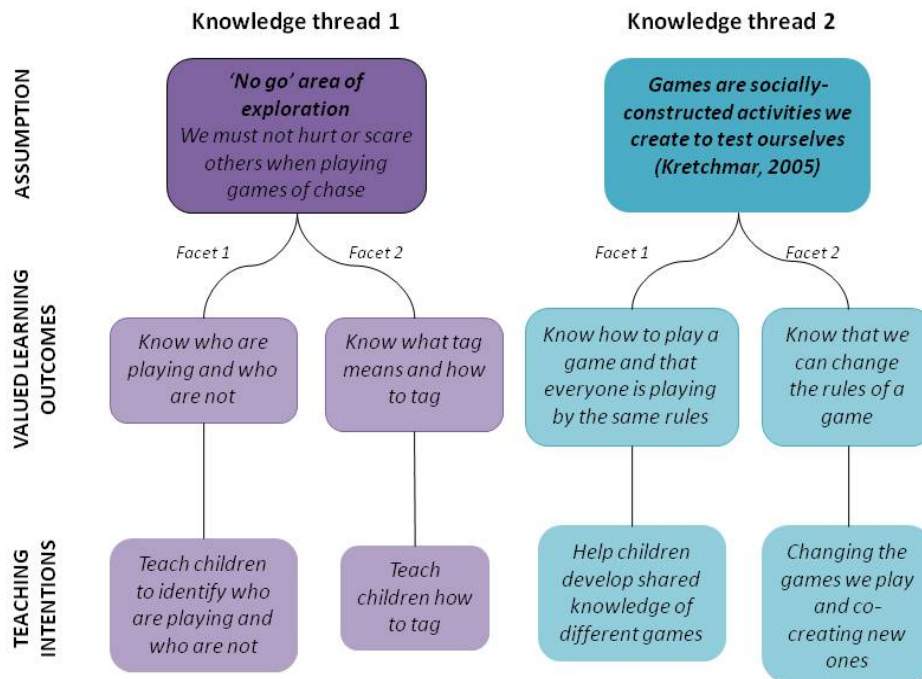 Knowledge thread 1
Knowledge thread 2
ASSUMPTION
‘No go’ area of
exploration
We must not hurt or scare
others when playing
games of chase
Games are socially-
constructed activities we
create to test ourselves
(Kretchmar, 2005)
Facet 1
Facet 2
Facet 1
Facet 2
VALUED LEARNING
OUTCOMES
Know who are
playing and who
are not
Know what tag
means and how
to tag
Know how to play a
game and that
everyone is playing
by the same rules
Know that we
can change
the rules of a
game
TEACHING
INTENTIONS
Teach children
to identify who
are playing and
who are not
Teach
children how
to tag
Help children
develop shared
knowledge of
different games
Changing the
games we play
and co-
creating new
ones